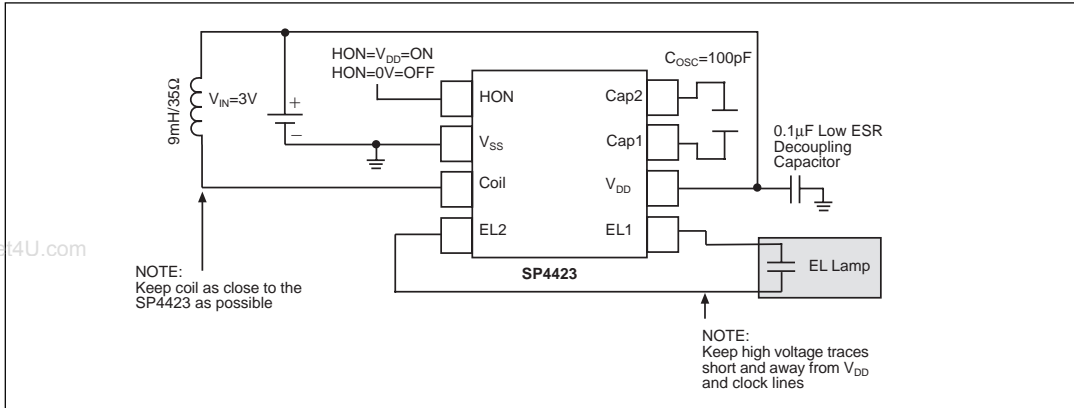 HON=VDD=ON
HON=0V=OFF
COSC=100pF
9mH/35Ω
VIN=3V
+
–
HON
VSS
Coil
EL2
Cap2
Cap1
VDD
EL1
SP4423
0.1µF Low ESR
Decoupling
Capacitor
EL Lamp
NOTE:
Keep coil as close to the
SP4423 as possible
NOTE:
Keep high voltage traces
short and away from VDD
and clock lines
et4U.com